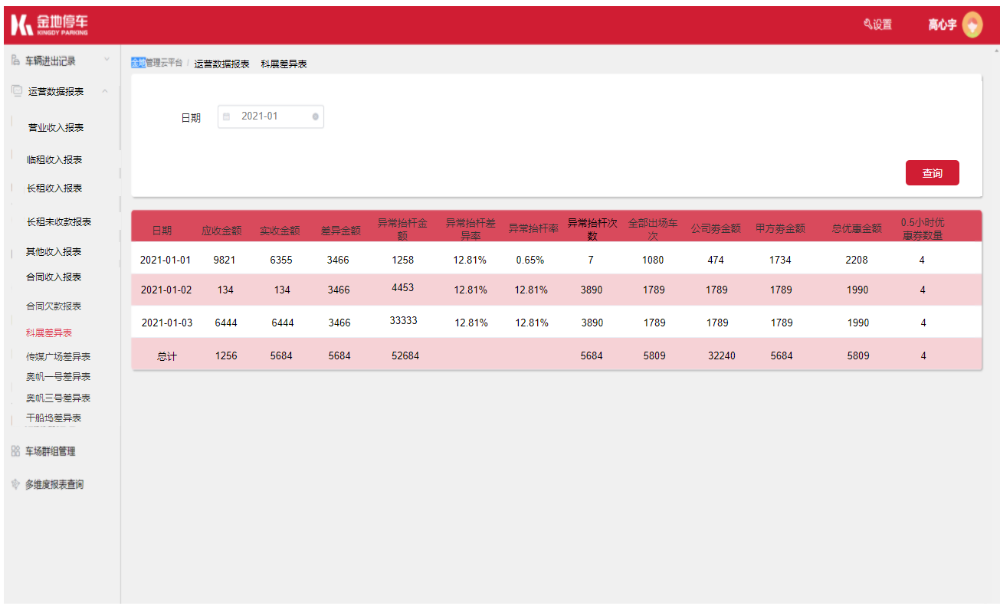 金地停车
KINGDY PARKING
设置
高心宇
车辆进出记录
运营数据报表
营业收入报表
临租收入报表
长租收入报表
长租未收款报表
其他收入报表
合同收入报表
合同欠款报表
科展差异表
传媒广场差异表
奥帆一号差异表
奥帆三号差异表
干船坞差异表
车场群组管理
多维度报表查询
金地管理云平台 / 运营数据报表 科展差异表
日期 2021-01
查询
日期 应收金额 实收金额 差异金额 异常抬杆金额 异常抬杆差异率 异常抬杆率 异常抬杆次数 全部出场车次 公司劵金额 甲方劵金额 总优惠金额 0.5小时优惠券数量
2021-01-01 9821 6355 3466 1258 12.81% 0.65% 7 1080 474 1734 2208 4
2021-01-02 134 134 3466 4453 12.81% 12.81% 3890 1789 1789 1789 1990 4
2021-01-03 6444 6444 3466 33333 12.81% 12.81% 3890 1789 1789 1789 1990 4
总计 1256 5684 5684 52684 5684 5809 32240 5684 5809 4